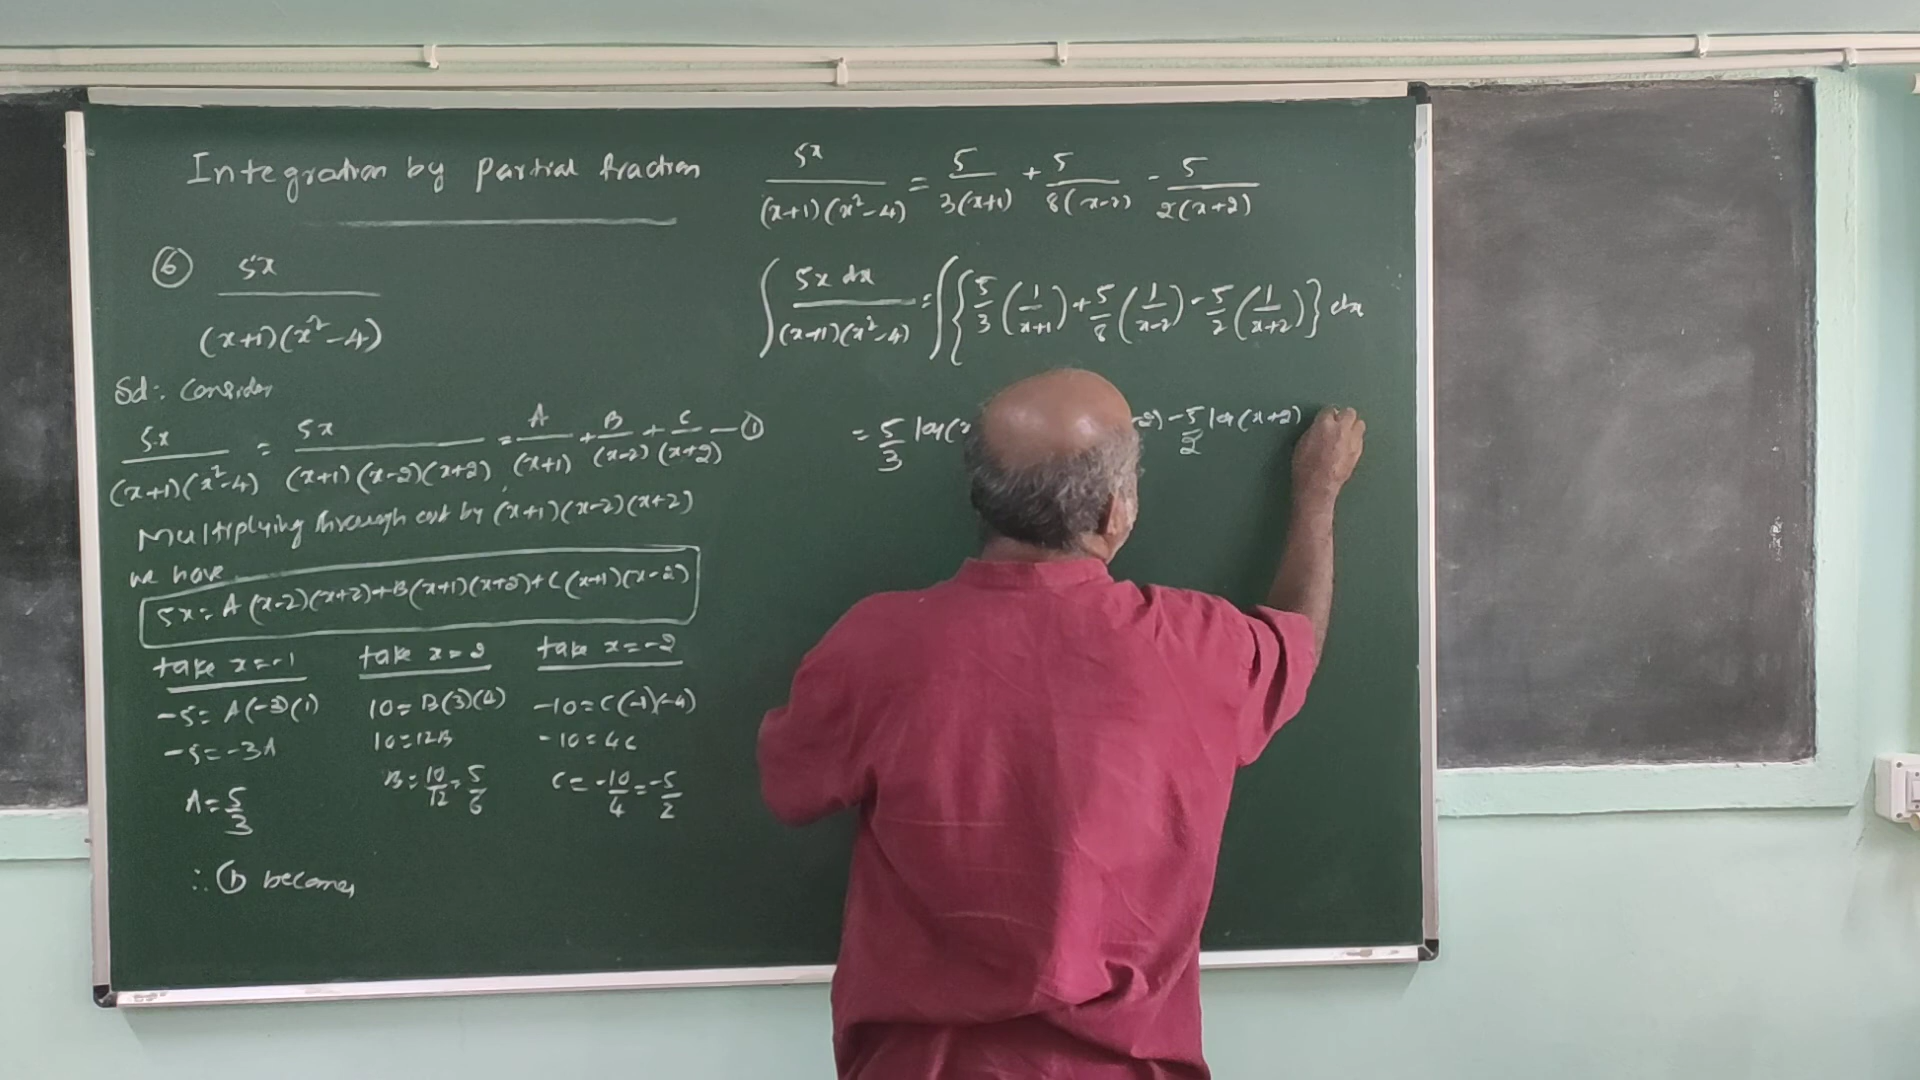 Integration by partial fraction
⑥ 5x / (x+1)(x²-4)
Sol: Consider
5x / (x+1)(x²-4) = 5x / (x+1)(x-2)(x+2) = A / (x+1) + B / (x-2) + C / (x+2) — ①
Multiplying through out by (x+1)(x-2)(x+2)
we have
5x = A(x-2)(x+2)+B(x+1)(x+2)+C(x+1)(x-2)
take x=-1
-5 = A(-3)(1)
-5 = -3A
A = 5/3
take x=2
10 = B(3)(4)
10 = 12B
B = 10/12 = 5/6
take x=-2
-10 = C(-1)(-4)
-10 = 4C
C = -10/4 = -5/2
∴ ① becomes
5x / (x+1)(x²-4) = 5 / 3(x+1) + 5 / 8(x-2) - 5 / 2(x+2)
∫ 5x dx / (x+1)(x²-4) = ∫ { 5/3 (1/x+1) + 5/8 (1/x-2) - 5/2 (1/x+2) } dx
= 5/3 log( -2) - 5/2 log(x+2)